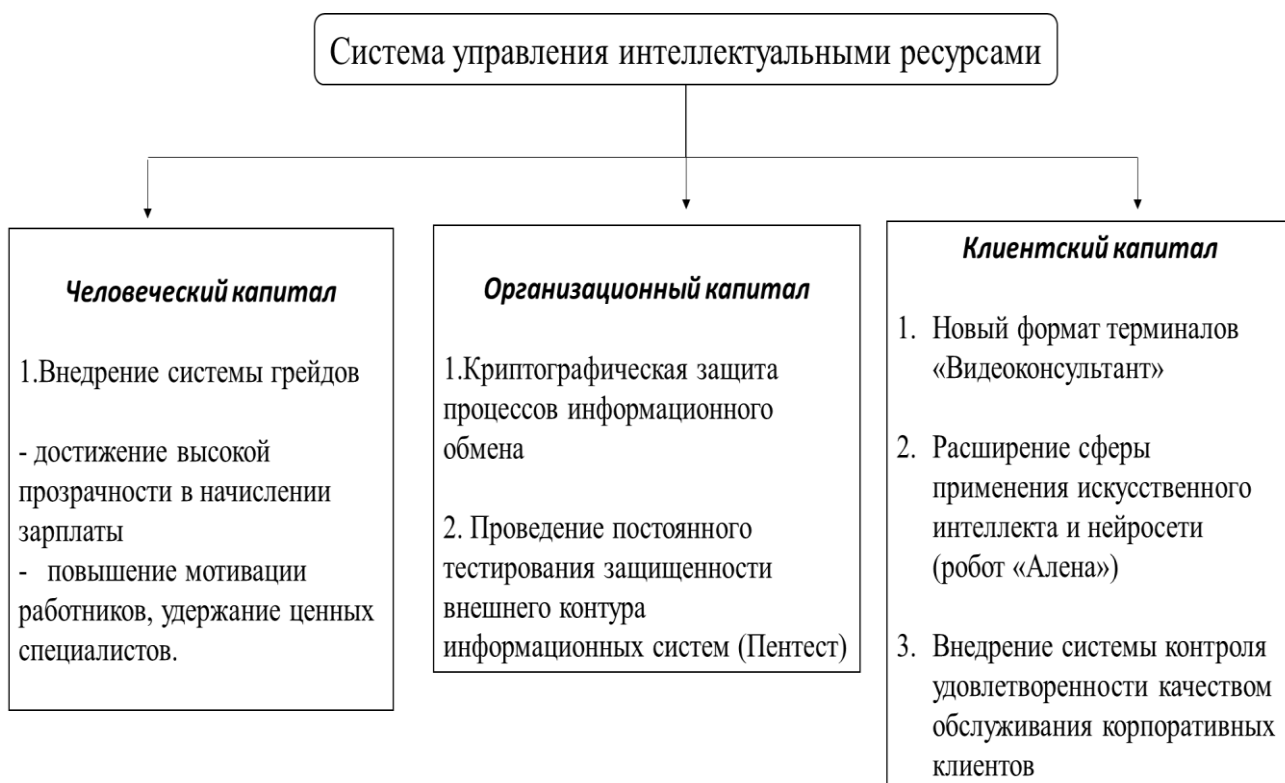 Система управления интеллектуальными ресурсами
Человеческий капитал
1.Внедрение системы грейдов
- достижение высокой
прозрачности в начислении
зарплаты
- повышение мотивации
работников, удержание ценных
специалистов.
Организационный капитал
1.Криптографическая защита
процессов информационного
обмена
2. Проведение постоянного
тестирования защищенности
внешнего контура
информационных систем (Пентест)
Клиентский капитал
1. Новый формат терминалов
«Видеоконсультант»
2. Расширение сферы
применения искусственного
интеллекта и нейросети
(робот «Алена»)
3. Внедрение системы контроля
удовлетворенности качеством
обслуживания корпоративных
клиентов